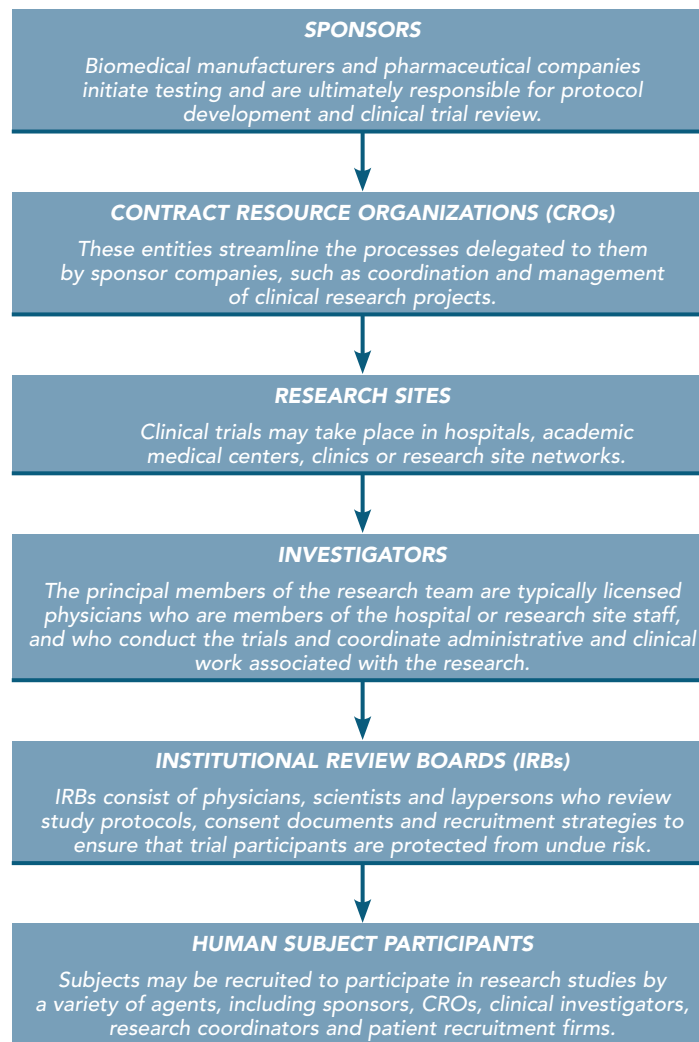 SPONSORS
Biomedical manufacturers and pharmaceutical companies
initiate testing and are ultimately responsible for protocol
development and clinical trial review.
CONTRACT RESOURCE ORGANIZATIONS (CROs)
These entities streamline the processes delegated to them
by sponsor companies, such as coordination and management
of clinical research projects.
RESEARCH SITES
Clinical trials may take place in hospitals, academic
medical centers, clinics or research site networks.
INVESTIGATORS
The principal members of the research team are typically licensed
physicians who are members of the hospital or research site staff,
and who conduct the trials and coordinate administrative and clinical
work associated with the research.
INSTITUTIONAL REVIEW BOARDS (IRBs)
IRBs consist of physicians, scientists and laypersons who review
study protocols, consent documents and recruitment strategies to
ensure that trial participants are protected from undue risk.
HUMAN SUBJECT PARTICIPANTS
Subjects may be recruited to participate in research studies by
a variety of agents, including sponsors, CROs, clinical investigators,
research coordinators and patient recruitment firms.